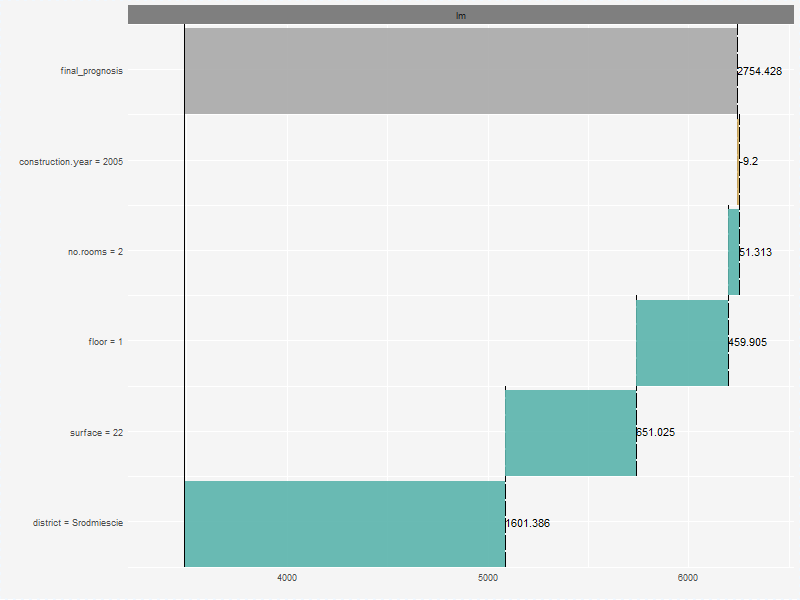 lm
final_prognosis
2754.428
construction.year = 2005
-9.2
no.rooms = 2
51.313
floor = 1
459.905
surface = 22
651.025
district = Srodmiescie
1601.386
4000 5000 6000